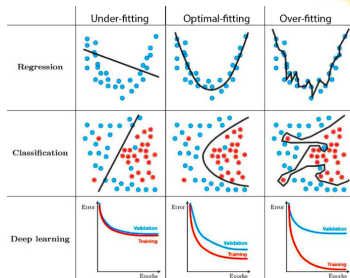 Under-fitting Optimal-fitting Over-fitting
Regression
Classification
Deep learning
Error
Validation
Training
Epochs
Error
Validation
Training
Epochs
Error
Validation
Training
Epochs